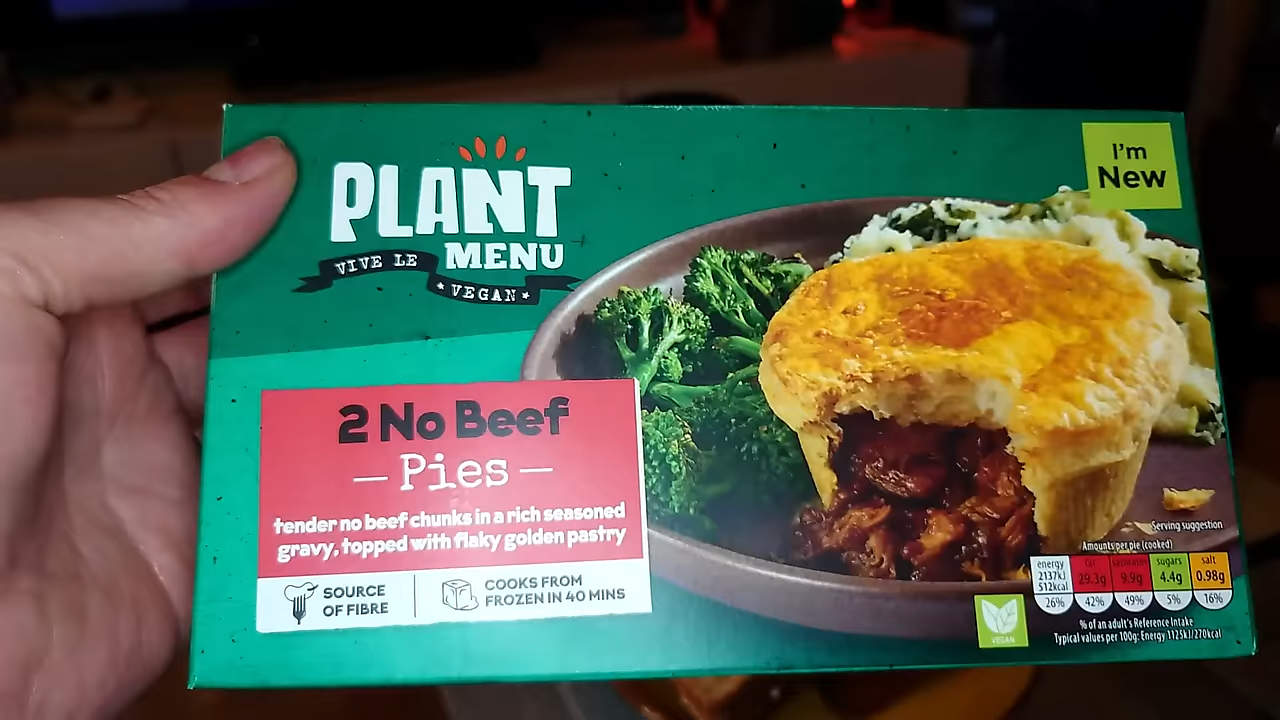 I'm
New
PLANT
MENU
VIVE LE
VEGAN
2 No Beef
Pies
tender no beef chunks in a rich seasoned
gravy, topped with flaky golden pastry
SOURCE
OF FIBRE
COOKS FROM
FROZEN IN 40 MINS
Serving suggestion
Amounts per pie (cooked)
energy
2137kJ
512kcal
26%
fat
29.3g
42%
saturates
9.9g
49%
sugars
4.4g
5%
salt
0.98g
16%
% of an adult's Reference Intake
Typical values per 100g: Energy 1125kJ/270kcal
VEGAN